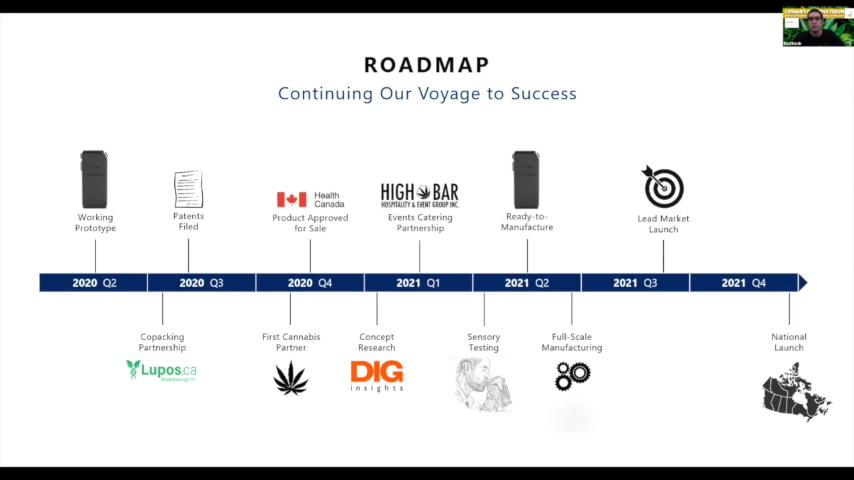 ROADMAP
Continuing Our Voyage to Success
Working
Prototype
Patents
Filed
Health
Canada
Product Approved
for Sale
HIGH BAR
HOSPITALITY & EVENT GROUP INC.
Events Catering
Partnership
Ready-to-
Manufacture
Lead Market
Launch
2020 Q2
2020 Q3
2020 Q4
2021 Q1
2021 Q2
2021 Q3
2021 Q4
Copacking
Partnership
Lupos.ca
Biotechnology Inc.
First Cannabis
Partner
Concept
Research
DIG
insights
Sensory
Testing
Full-Scale
Manufacturing
National
Launch